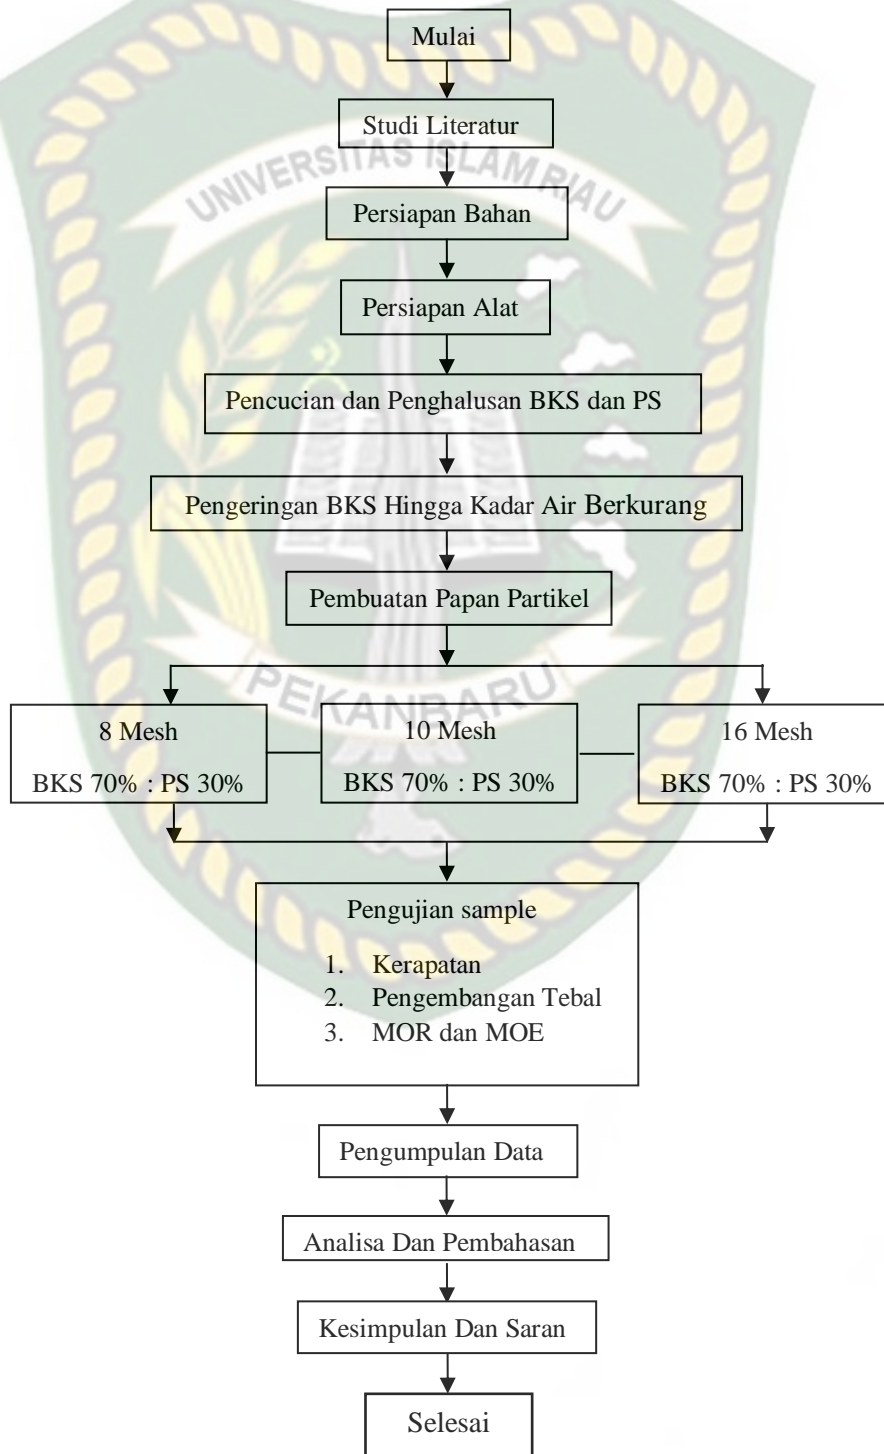 Mulai
Studi Literatur
UNIVERSITAS ISLAM RIAU
Persiapan Bahan
Persiapan Alat
Pencucian dan Penghalusan BKS dan PS
Pengeringan BKS Hingga Kadar Air Berkurang
Pembuatan Papan Partikel
PEKANBARU
8 Mesh
BKS 70% : PS 30%
10 Mesh
BKS 70% : PS 30%
16 Mesh
BKS 70% : PS 30%
Pengujian sample
1. Kerapatan
2. Pengembangan Tebal
3. MOR dan MOE
Pengumpulan Data
Analisa Dan Pembahasan
Kesimpulan Dan Saran
Selesai